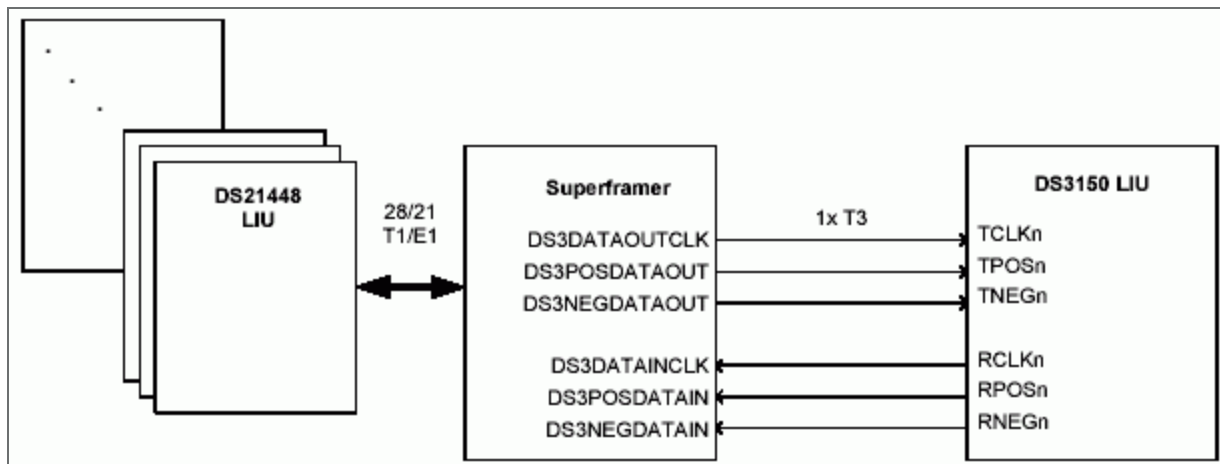 DS21448
LIU
28/21
T1/E1
Superframer
DS3DATAOUTCLK
DS3POSDATAOUT
DS3NEGDATAOUT
DS3DATAINCLK
DS3POSDATAIN
DS3NEGDATAIN
1x T3
DS3150 LIU
TCLKn
TPOSn
TNEGn
RCLKn
RPOSn
RNEGn